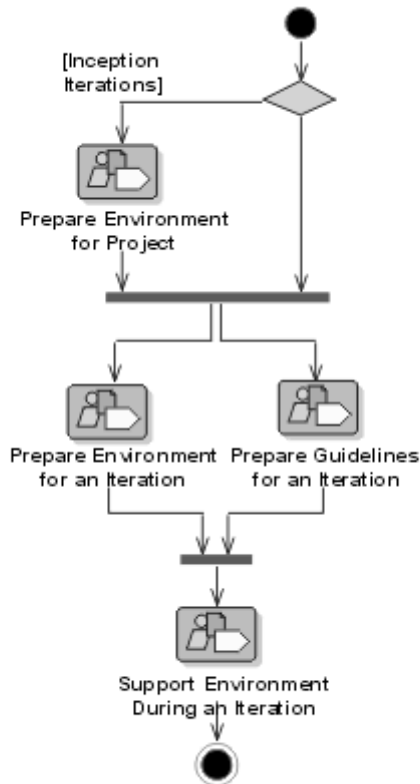 [Inception
Iterations]
Prepare Environment
for Project
Prepare Environment
for an Iteration
Prepare Guidelines
for an Iteration
Support Environment
During an Iteration